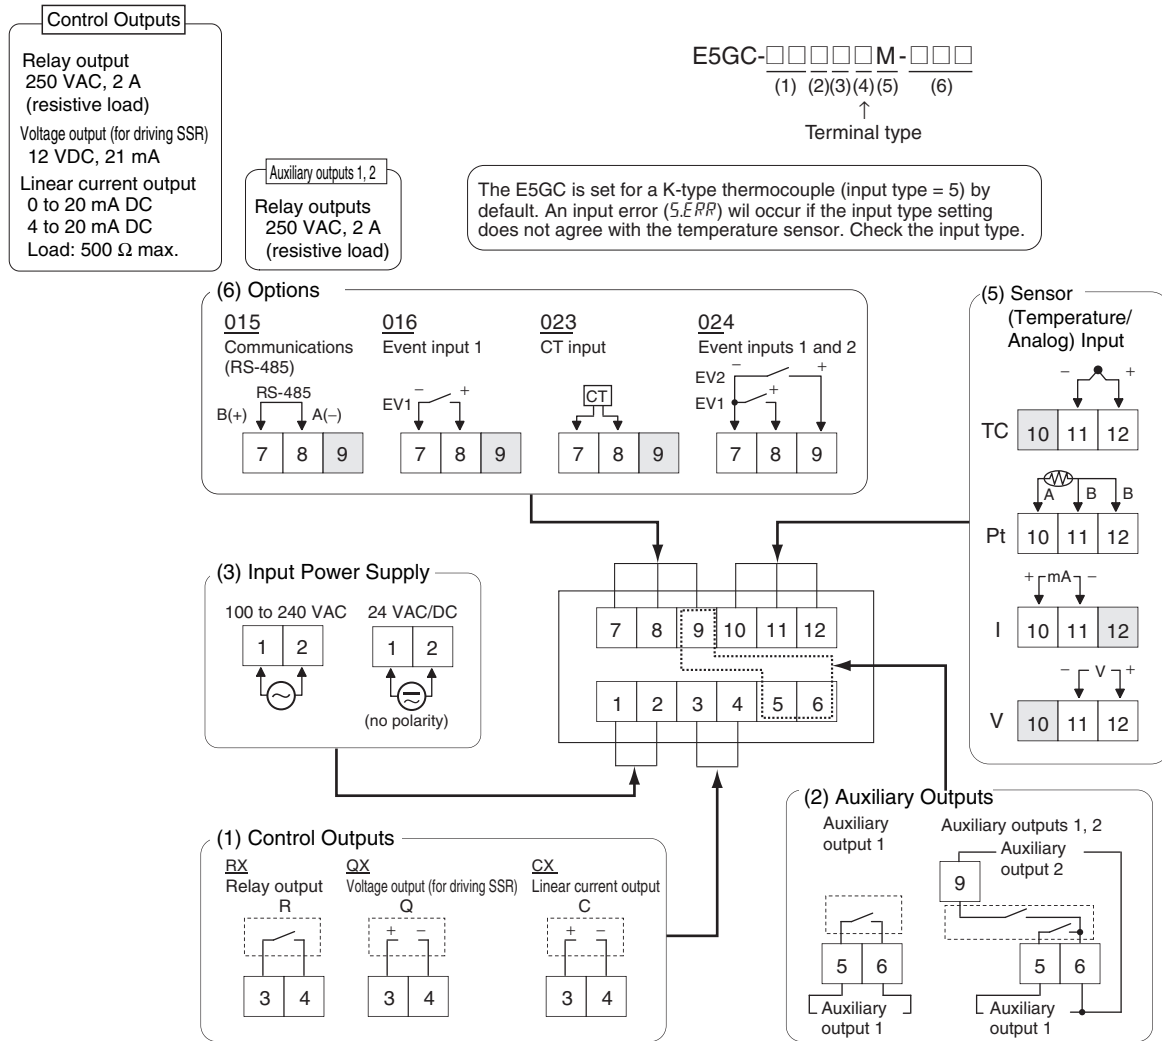 Control Outputs
Relay output
250 VAC, 2 A
(resistive load)
Voltage output (for driving SSR)
12 VDC, 21 mA
Linear current output
0 to 20 mA DC
4 to 20 mA DC
Load: 500 Ω max.
Auxiliary outputs 1, 2
Relay outputs
250 VAC, 2 A
(resistive load)
E5GC-□□□□□M-□□□
(1) (2)(3)(4)(5) (6)
↑
Terminal type
The E5GC is set for a K-type thermocouple (input type = 5) by
default. An input error (S.ERR) wil occur if the input type setting
does not agree with the temperature sensor. Check the input type.
(6) Options
015
Communications
(RS-485)
RS-485
B(+) A(−)
7 8 9
016
Event input 1
− +
EV1
7 8 9
023
CT input
CT
7 8 9
024
Event inputs 1 and 2
− +
EV2
+
EV1
7 8 9
(5) Sensor
(Temperature/
Analog) Input
− +
TC 10 11 12
A B B
Pt 10 11 12
+ mA −
I 10 11 12
− V +
V 10 11 12
(3) Input Power Supply
100 to 240 VAC
1 2
24 VAC/DC
1 2
(no polarity)
7 8 9 10 11 12
1 2 3 4 5 6
(1) Control Outputs
RX
Relay output
R
3 4
QX
Voltage output (for driving SSR)
Q
+ −
3 4
CX
Linear current output
C
+ −
3 4
(2) Auxiliary Outputs
Auxiliary
output 1
5 6
Auxiliary
output 1
Auxiliary outputs 1, 2
Auxiliary
output 2
9
5 6
Auxiliary
output 1